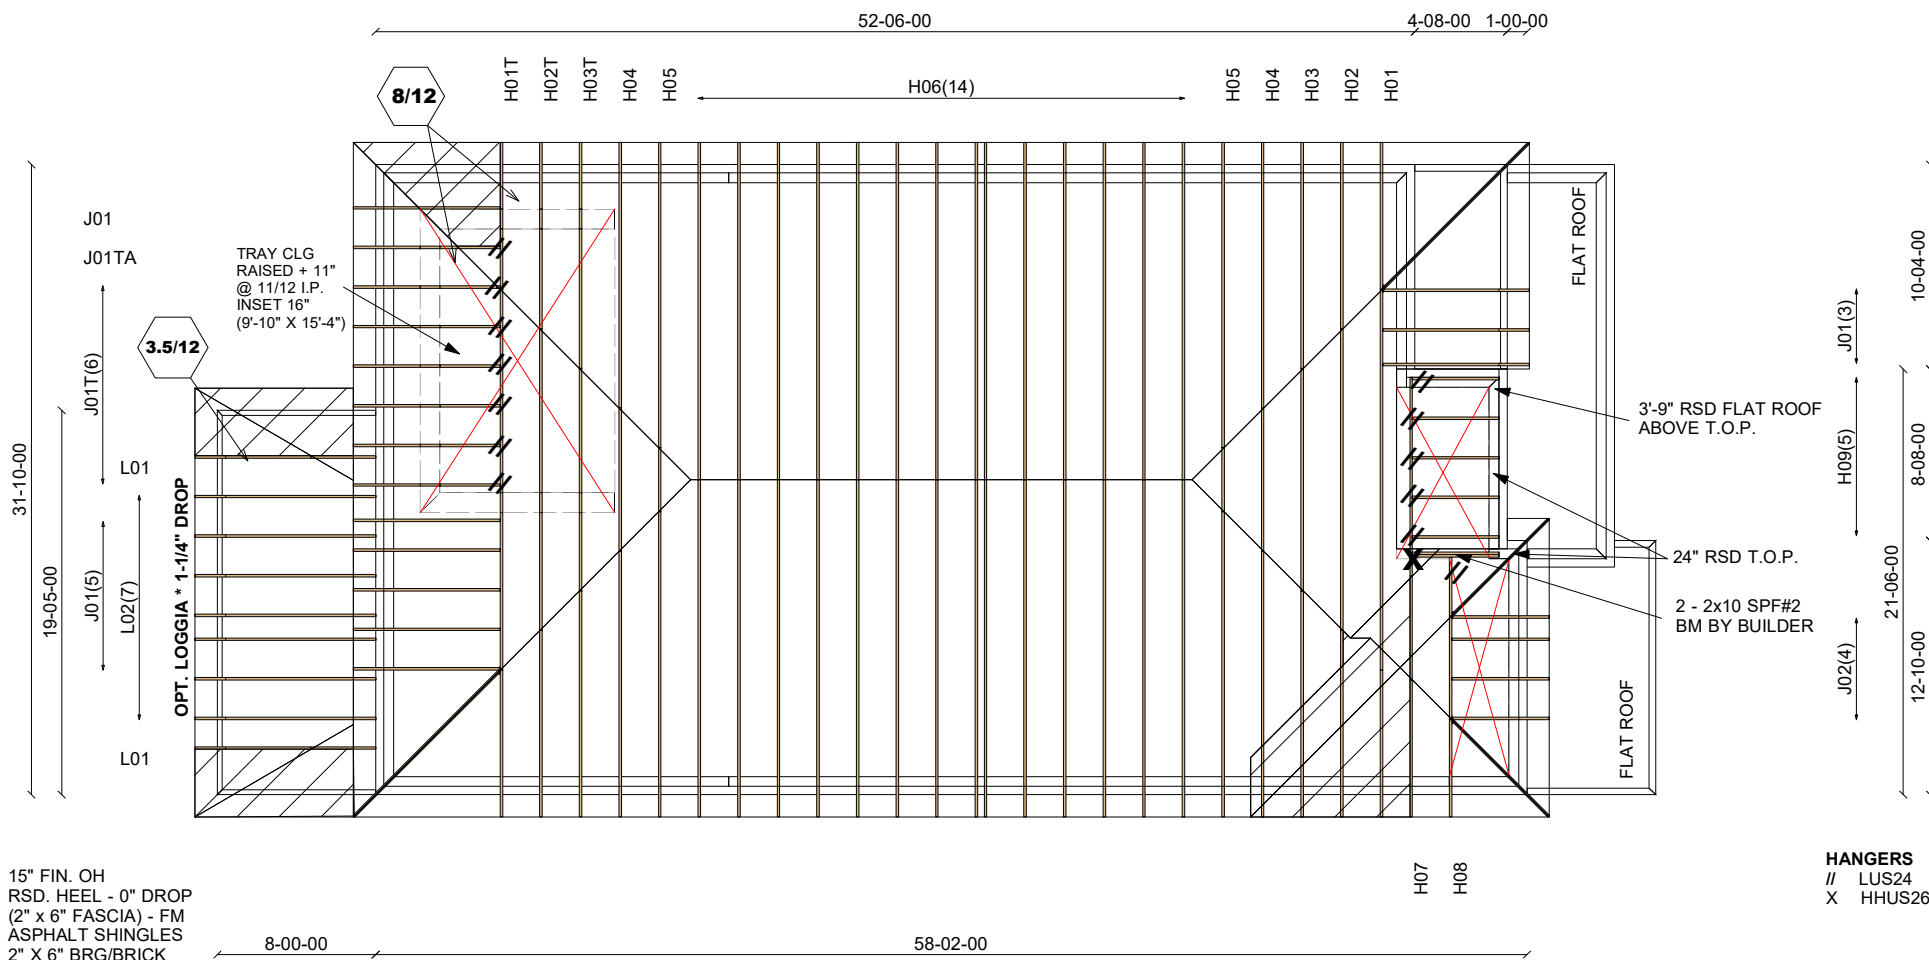 52-06-00
4-08-00
1-00-00
8/12
H01T
H02T
H03T
H04
H05
H06(14)
H05
H04
H03
H02
H01
J01
J01TA
TRAY CLG
RAISED + 11"
@ 11/12 I.P.
INSET 16"
(9'-10" X 15'-4")
3.5/12
J01T(6)
31-10-00
19-05-00
L01
J01(5)
L02(7)
OPT. LOGGIA * 1-1/4" DROP
L01
FLAT ROOF
J01(3)
10-04-00
3'-9" RSD FLAT ROOF
ABOVE T.O.P.
H09(5)
8-08-00
24" RSD T.O.P.
2 - 2x10 SPF#2
BM BY BUILDER
X
J02(4)
21-06-00
12-10-00
FLAT ROOF
H07
H08
HANGERS
// LUS24
X HHUS26
15" FIN. OH
RSD. HEEL - 0" DROP
(2" x 6" FASCIA) - FM
ASPHALT SHINGLES
2" X 6" BRG/BRICK
8-00-00
58-02-00